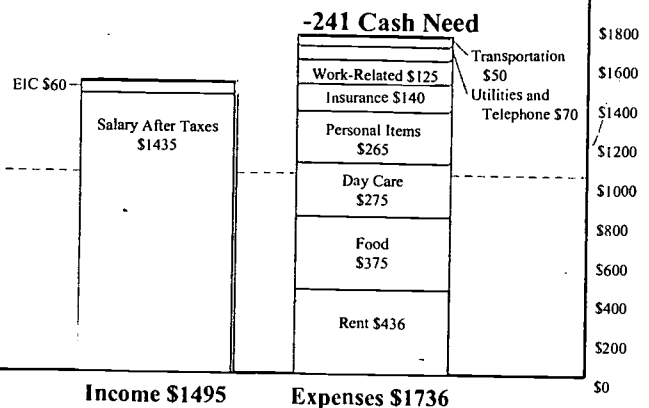 -241 Cash Need
EIC $60
Salary After Taxes
$1435
Transportation
$50
Utilities and
Telephone $70
Work-Related $125
Insurance $140
Personal Items
$265
Day Care
$275
Food
$375
Rent $436
$1800
$1600
$1400
$1200
$1000
$800
$600
$400
$200
$0
Income $1495
Expenses $1736